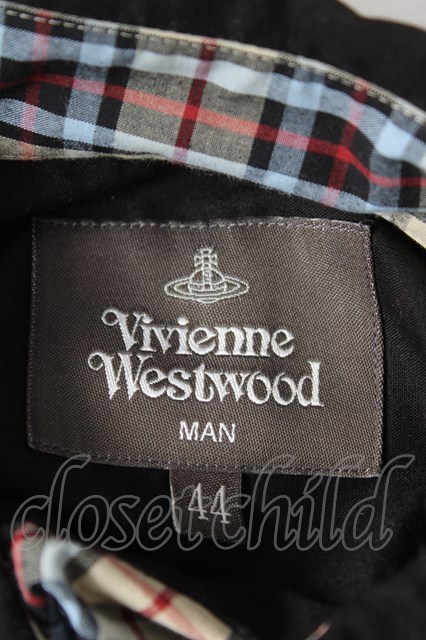 Vivienne
Westwood
MAN
44
closet child